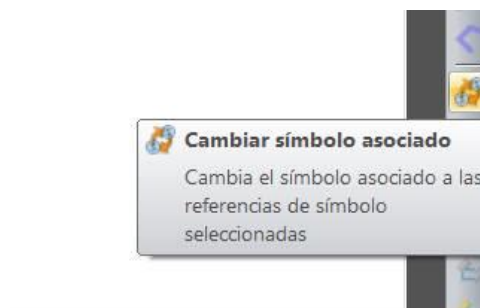 Cambiar símbolo asociado
Cambia el símbolo asociado a las
referencias de símbolo
seleccionadas